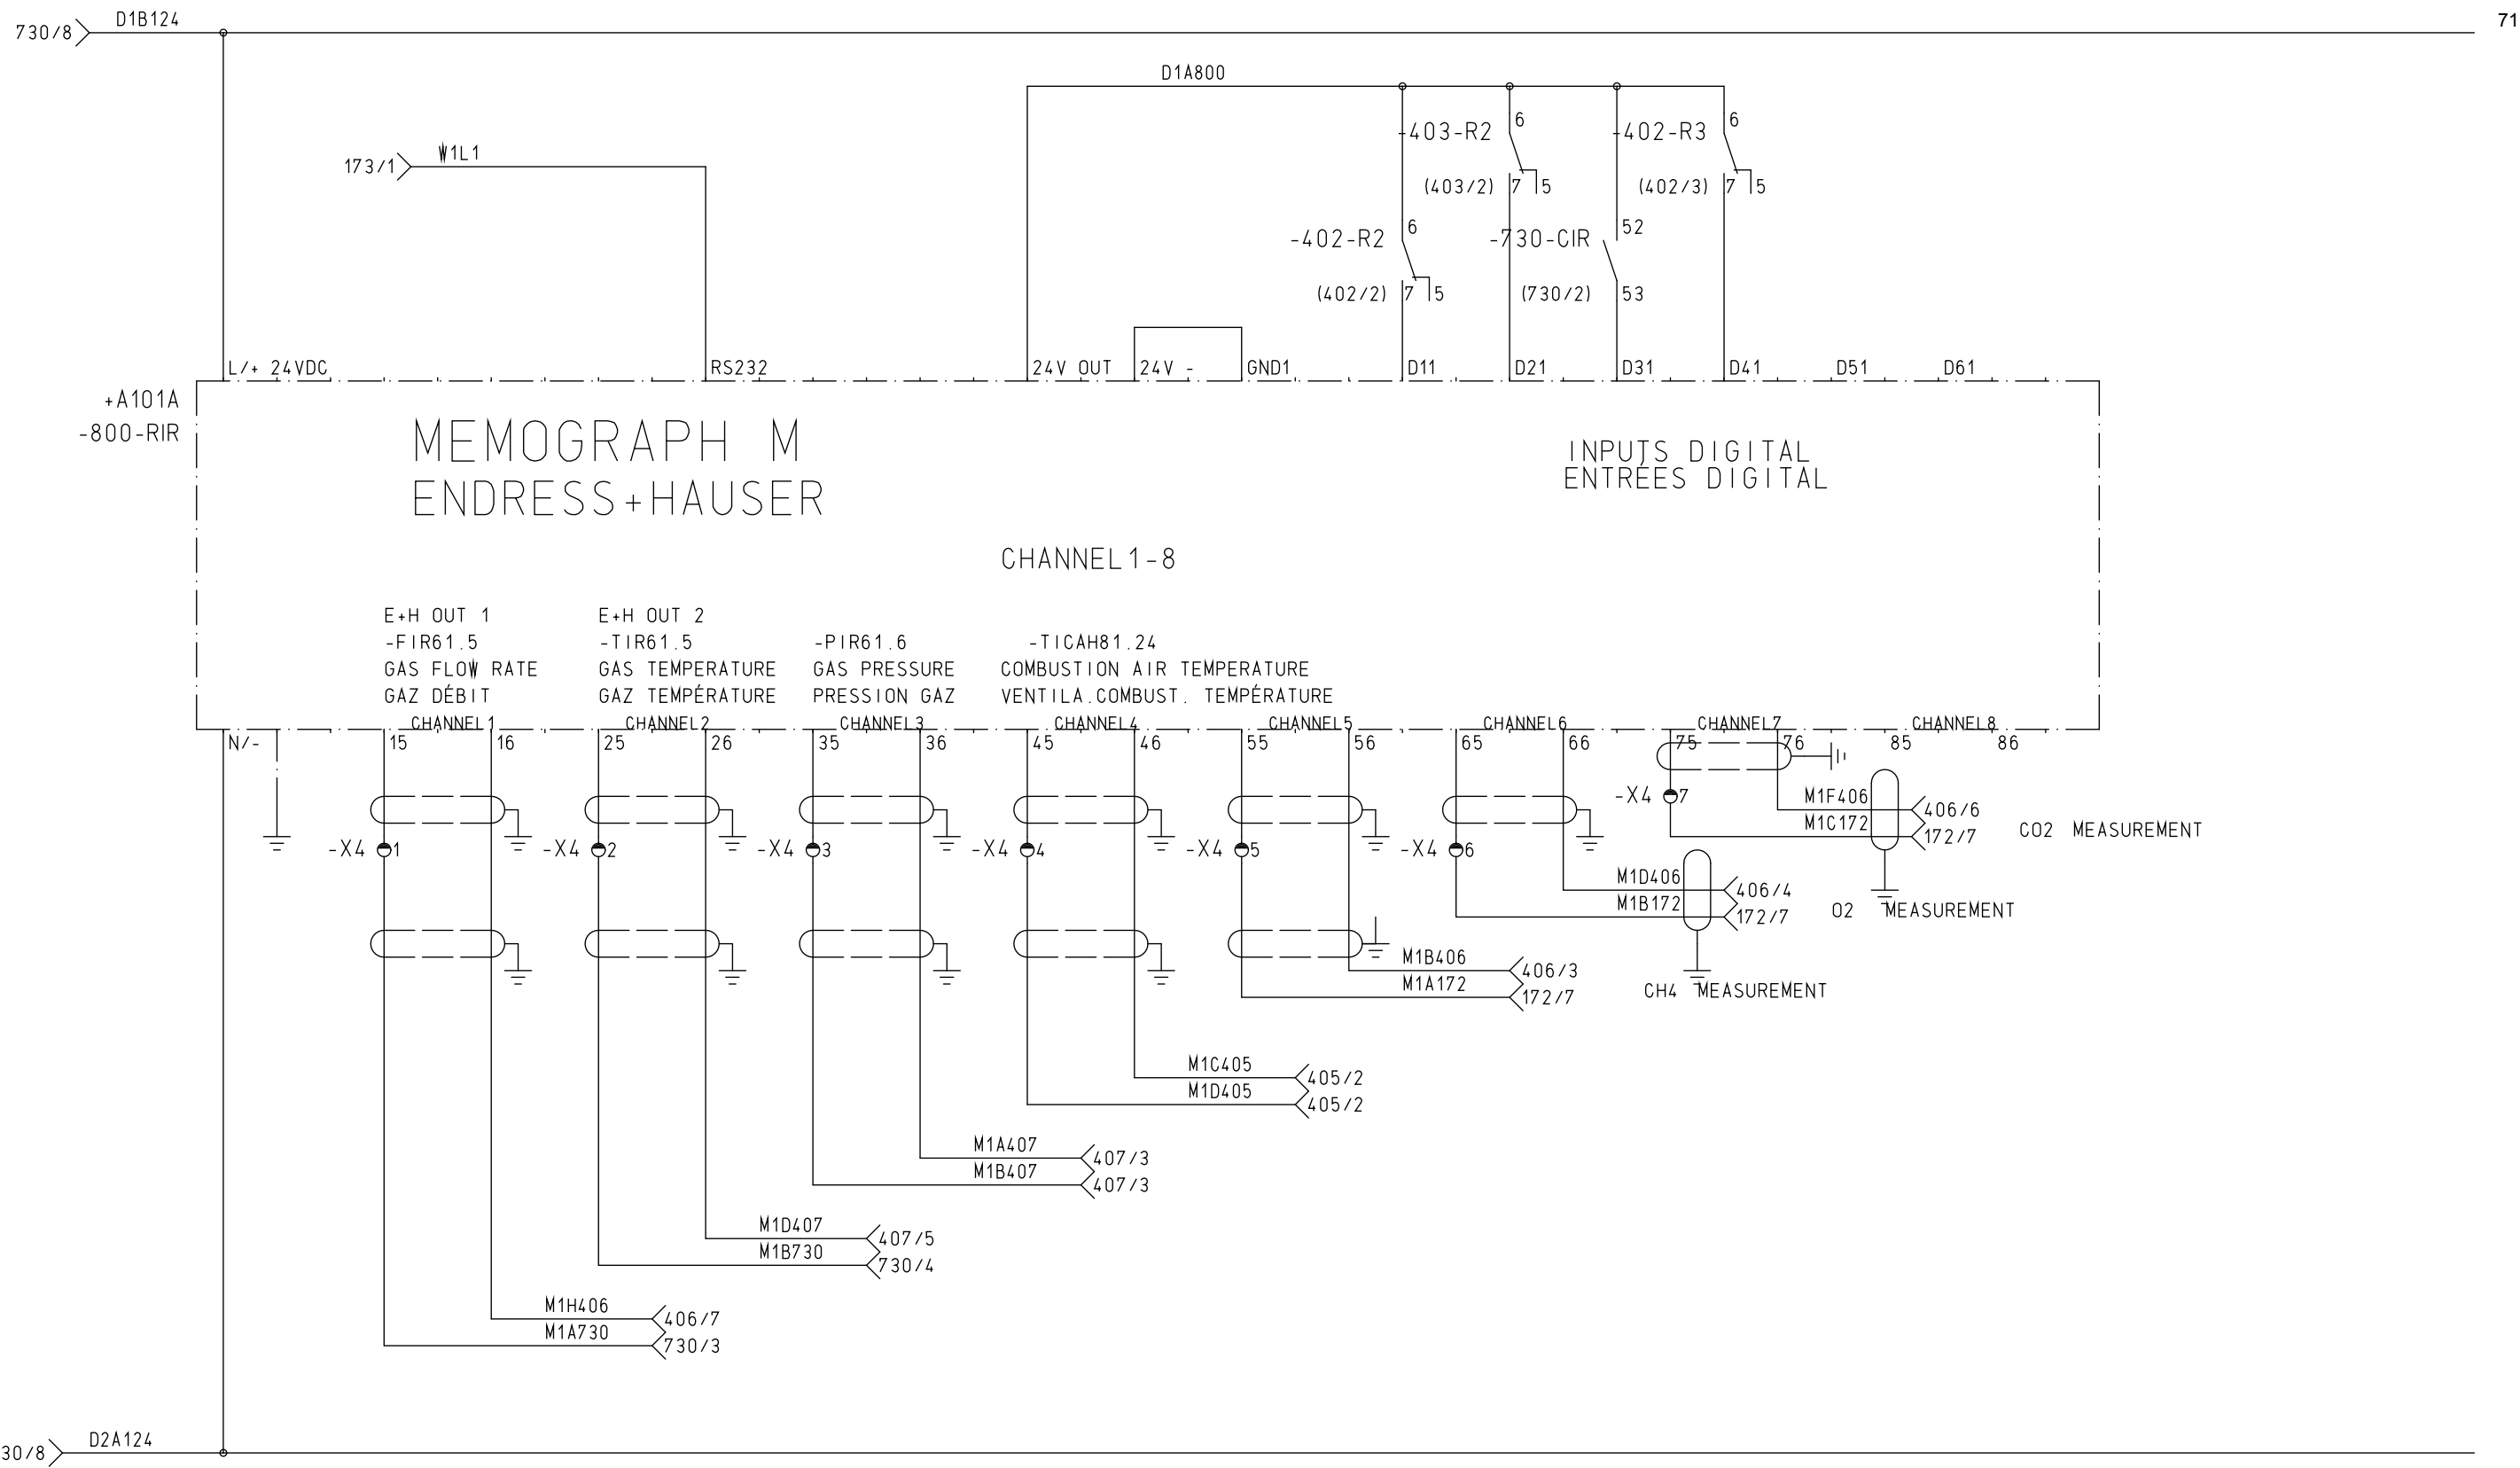 71
730/8 D1B124
D1A800
173/1 W1L1
-403-R2 6
-402-R3 6
(403/2) 7 5
(402/3) 7 5
-402-R2 6
-730-CIR 52
(402/2) 7 5
(730/2) 53
L/+ 24VDC
RS232
24V OUT
24V -
GND1
D11
D21
D31
D41
D51
D61
+A101A
-800-RIR
MEMOGRAPH M
ENDRESS+HAUSER
INPUTS DIGITAL
ENTRÉES DIGITAL
CHANNEL1-8
E+H OUT 1
-FIR61.5
GAS FLOW RATE
GAZ DÉBIT
E+H OUT 2
-TIR61.5
GAS TEMPERATURE
GAZ TEMPÉRATURE
-PIR61.6
GAS PRESSURE
PRESSION GAZ
-TICAH81.24
COMBUSTION AIR TEMPERATURE
VENTILA.COMBUST. TEMPÉRATURE
CHANNEL1
CHANNEL2
CHANNEL3
CHANNEL4
CHANNEL5
CHANNEL6
CHANNEL7
CHANNEL8
N/-
15
16
25
26
35
36
45
46
55
56
65
66
75
76
85
86
-X4 1
-X4 2
-X4 3
-X4 4
-X4 5
-X4 6
-X4 7
M1F406 406/6
M1C172 172/7
CO2 MEASUREMENT
M1D406 406/4
M1B172 172/7
O2 MEASUREMENT
M1B406 406/3
M1A172 172/7
CH4 MEASUREMENT
M1C405 405/2
M1D405 405/2
M1A407 407/3
M1B407 407/3
M1D407 407/5
M1B730 730/4
M1H406 406/7
M1A730 730/3
30/8 D2A124